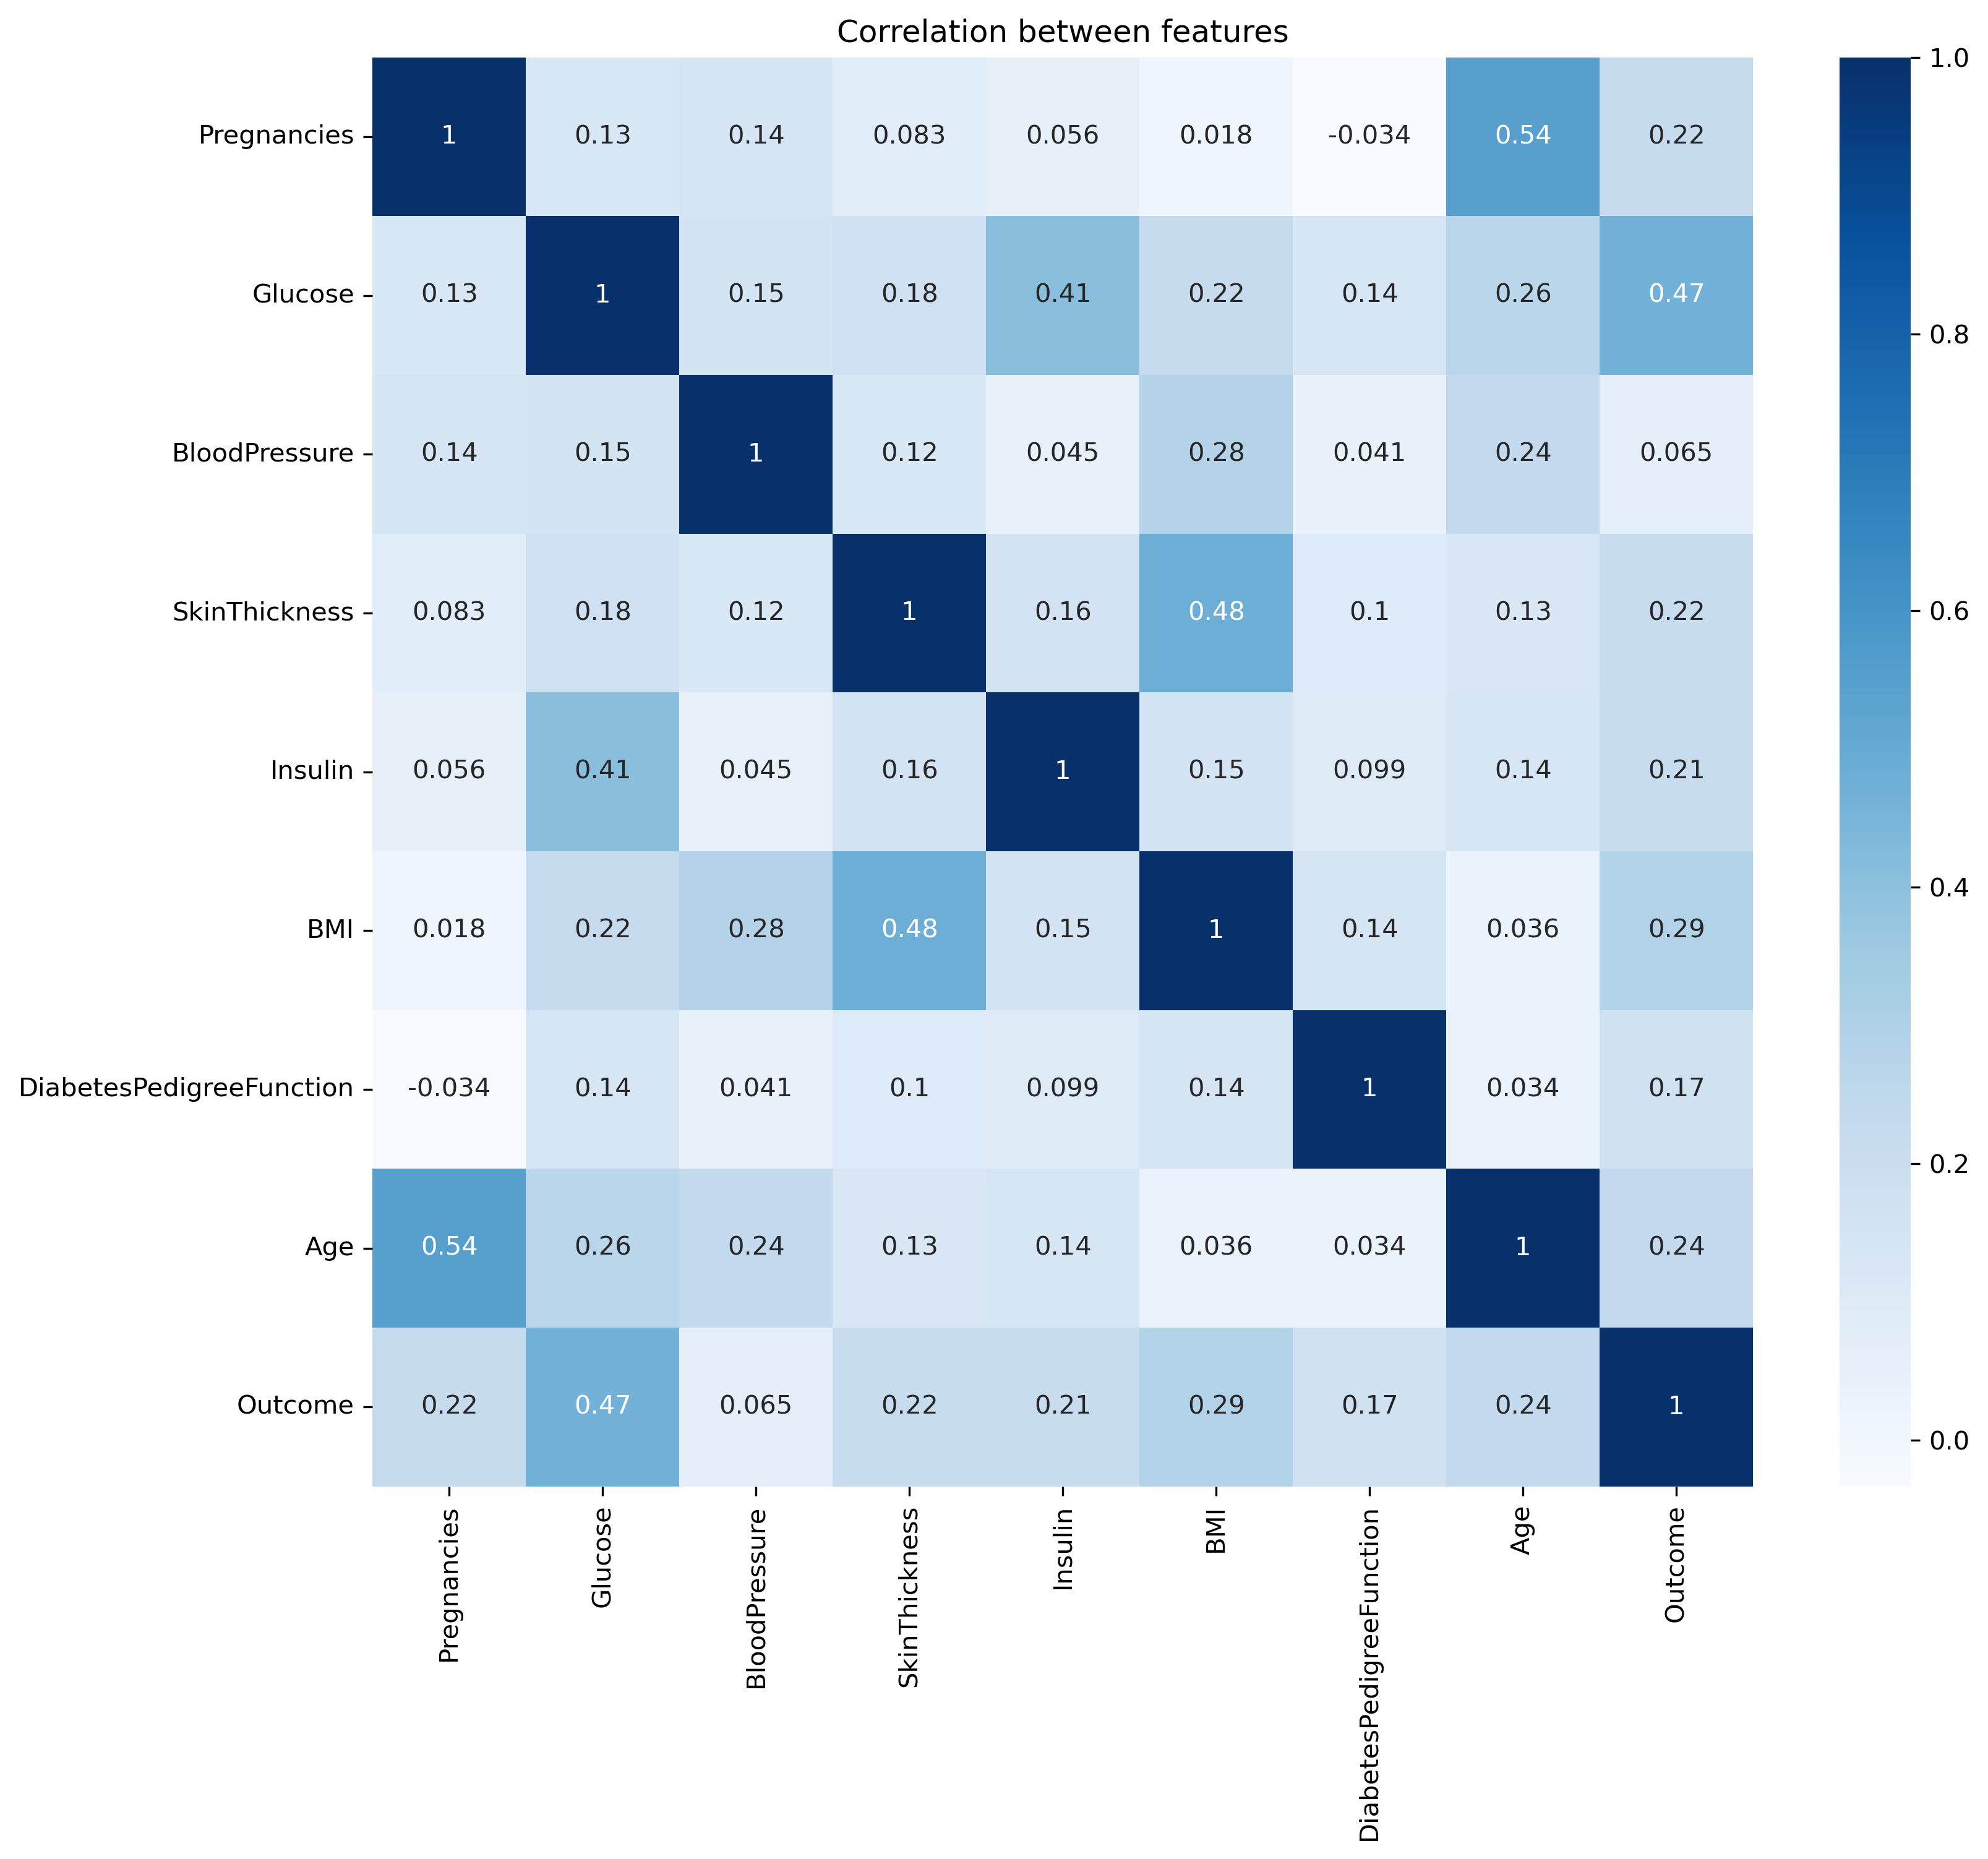 Correlation between features
Pregnancies 1 0.13 0.14 0.083 0.056 0.018 -0.034 0.54 0.22
Glucose 0.13 1 0.15 0.18 0.41 0.22 0.14 0.26 0.47
BloodPressure 0.14 0.15 1 0.12 0.045 0.28 0.041 0.24 0.065
SkinThickness 0.083 0.18 0.12 1 0.16 0.48 0.1 0.13 0.22
Insulin 0.056 0.41 0.045 0.16 1 0.15 0.099 0.14 0.21
BMI 0.018 0.22 0.28 0.48 0.15 1 0.14 0.036 0.29
DiabetesPedigreeFunction -0.034 0.14 0.041 0.1 0.099 0.14 1 0.034 0.17
Age 0.54 0.26 0.24 0.13 0.14 0.036 0.034 1 0.24
Outcome 0.22 0.47 0.065 0.22 0.21 0.29 0.17 0.24 1
Pregnancies
Glucose
BloodPressure
SkinThickness
Insulin
BMI
DiabetesPedigreeFunction
Age
Outcome
1.0
0.8
0.6
0.4
0.2
0.0